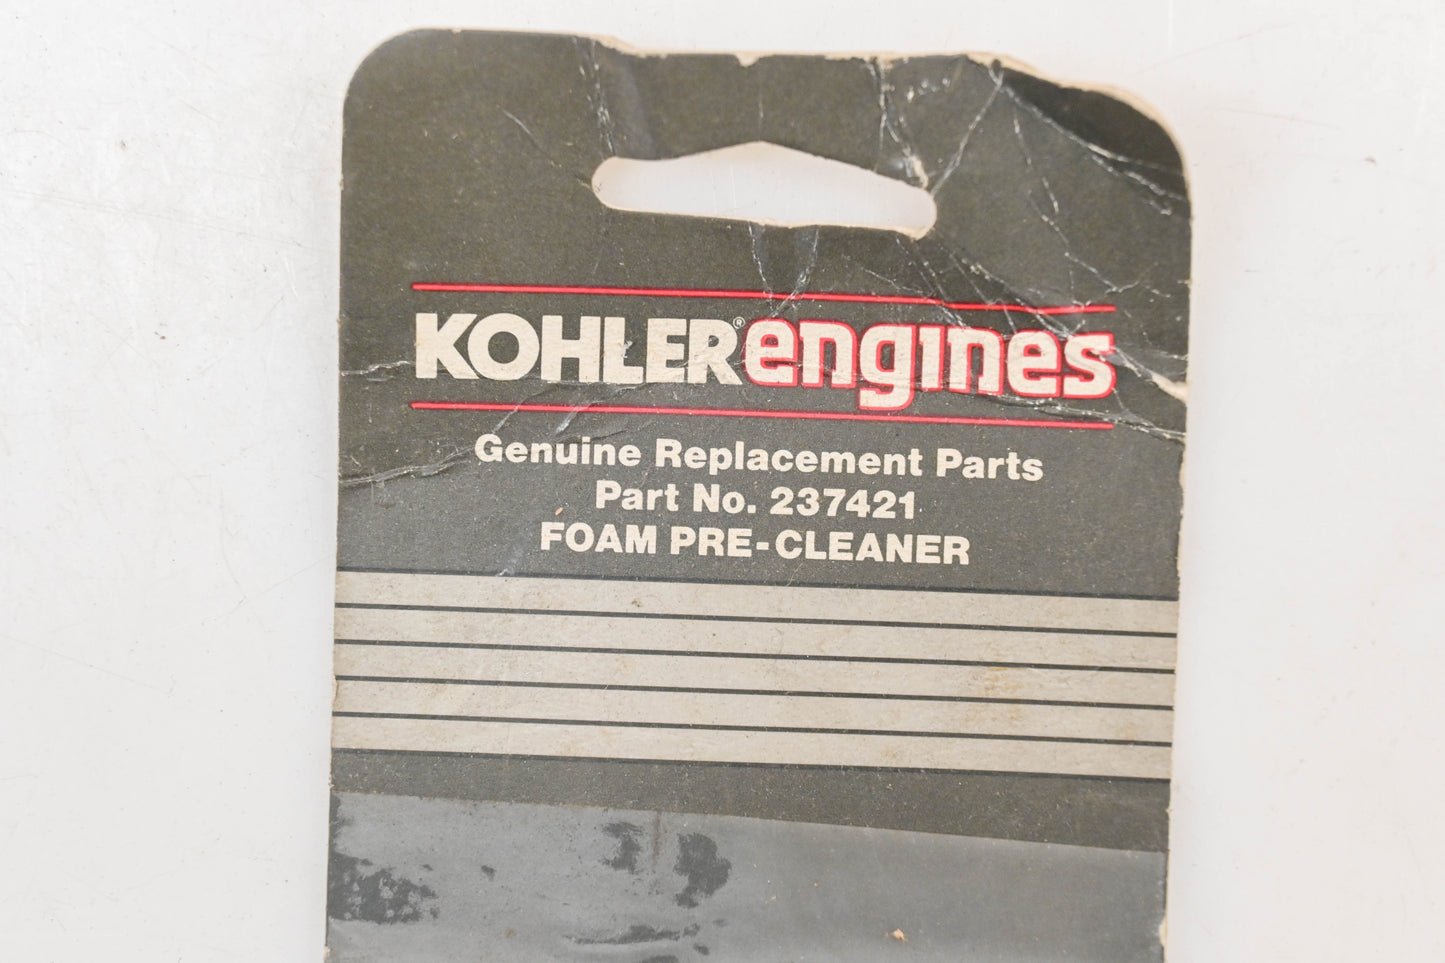 KOHLER® engines
Genuine Replacement Parts
Part No. 237421
FOAM PRE-CLEANER